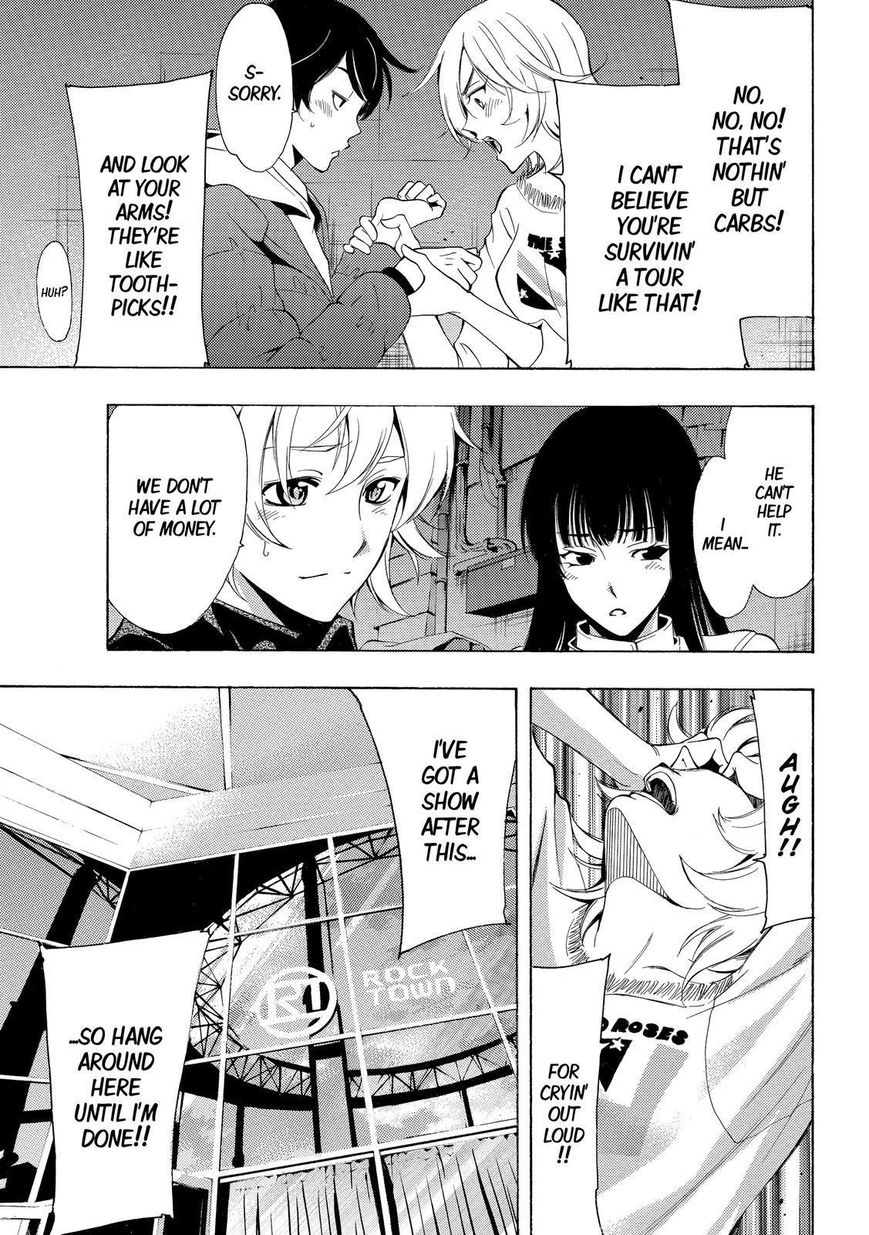 NO,
NO, NO!
THAT'S
NOTHIN'
BUT
CARBS!
I CAN'T
BELIEVE
YOU'RE
SURVIVIN'
A TOUR
LIKE THAT!
THE S
S-
SORRY.
AND LOOK
AT YOUR
ARMS!
THEY'RE
LIKE
TOOTH-
PICKS!!
HUH?
HE
CAN'T
HELP
IT.
I
MEAN...
WE DON'T
HAVE A LOT
OF MONEY.
AUGH!!
D ROSES
FOR
CRYIN'
OUT
LOUD
!!
I'VE
GOT A
SHOW
AFTER
THIS...
RT
ROCK
TOWN
...SO HANG
AROUND
HERE
UNTIL I'M
DONE!!